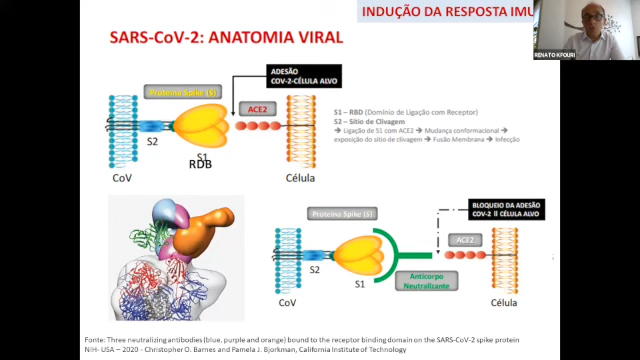 INDUÇÃO DA RESPOSTA IMU
RENATO KFOURI
SARS-CoV-2: ANATOMIA VIRAL
ADESÃO
COV-2-CÉLULA ALVO
Proteína Spike (S)
ACE2
S2
S1
RDB
CoV
Célula
S1 – RBD (Domínio de Ligação com Receptor)
S2 – Sítio de Clivagem
➔ Ligação de S1 com ACE2 ➔ Mudança conformacional ➔
exposição do sítio de clivagem ➔ Fusão Membrana ➔ Infecção
BLOQUEIO DA ADESÃO
COV-2 II CÉLULA ALVO
Proteína Spike (S)
ACE2
S2
S1
Anticorpo
Neutralizante
CoV
Célula
Fonte: Three neutralizing antibodies (blue, purple and orange) bound to the receptor binding domain on the SARS-CoV-2 spike protein
NIH- USA – 2020 - Christopher O. Barnes and Pamela J. Bjorkman, California Institute of Technology